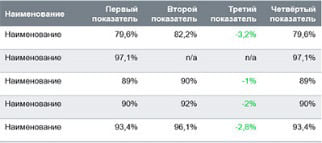 Наименование Первый показатель Второй показатель Третий показатель Четвёртый показатель
Наименование 79,6% 82,2% -3,2% 79,6%
Наименование 97,1% n/a n/a 97,1%
Наименование 89% 90% -1% 89%
Наименование 90% 92% -2% 90%
Наименование 93,4% 96,1% -2,8% 93,4%